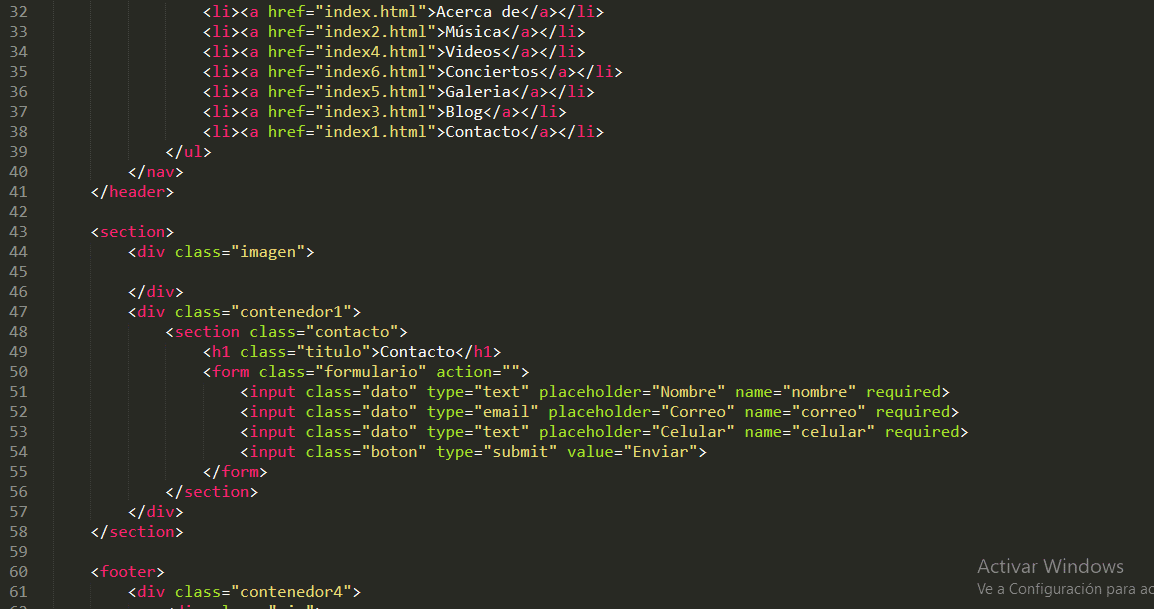 32 <li><a href="index.html">Acerca de</a></li>
33 <li><a href="index2.html">Música</a></li>
34 <li><a href="index4.html">Videos</a></li>
35 <li><a href="index6.html">Conciertos</a></li>
36 <li><a href="index5.html">Galeria</a></li>
37 <li><a href="index3.html">Blog</a></li>
38 <li><a href="index1.html">Contacto</a></li>
39 </ul>
40 </nav>
41 </header>
42
43 <section>
44 <div class="imagen">
45
46 </div>
47 <div class="contenedor1">
48 <section class="contacto">
49 <h1 class="titulo">Contacto</h1>
50 <form class="formulario" action="">
51 <input class="dato" type="text" placeholder="Nombre" name="nombre" required>
52 <input class="dato" type="email" placeholder="Correo" name="correo" required>
53 <input class="dato" type="text" placeholder="Celular" name="celular" required>
54 <input class="boton" type="submit" value="Enviar">
55 </form>
56 </section>
57 </div>
58 </section>
59
60 <footer>
61 <div class="contenedor4">
Activar Windows
Ve a Configuración para